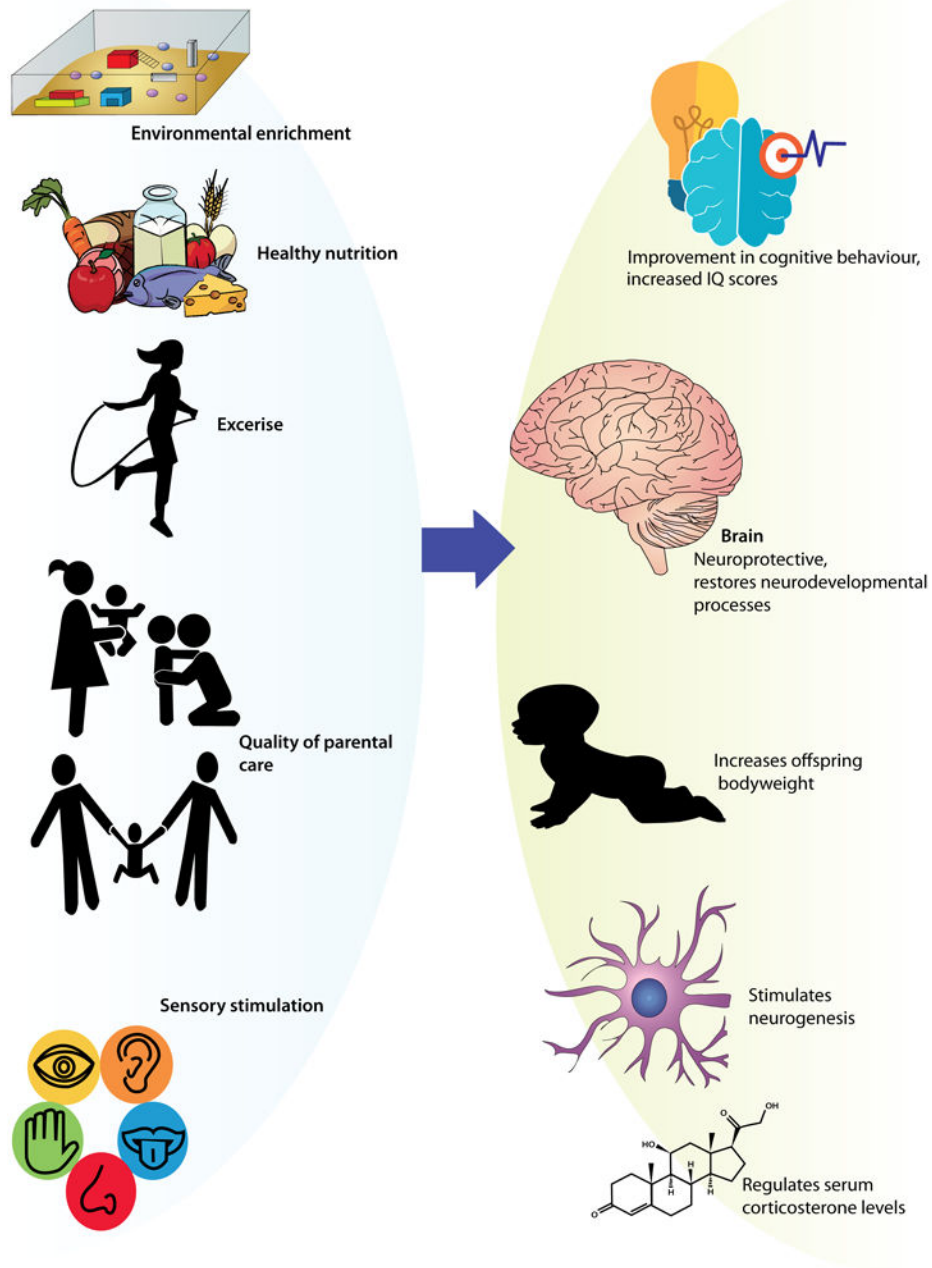 Environmental enrichment
Healthy nutrition
Excerise
Quality of parental
care
Sensory stimulation
Improvement in cognitive behaviour,
increased IQ scores
Brain
Neuroprotective,
restores neurodevelopmental
processes
Increases offspring
bodyweight
Stimulates
neurogenesis
OH
O
HO
H
H
H
O
Regulates serum
corticosterone levels